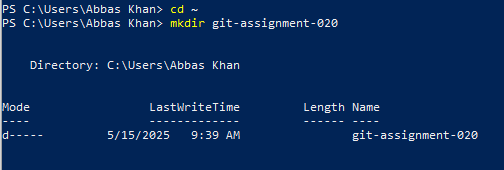 PS C:\Users\Abbas Khan> cd ~
PS C:\Users\Abbas Khan> mkdir git-assignment-020
Directory: C:\Users\Abbas Khan
Mode LastWriteTime Length Name
---- ------------- ------ ----
d----- 5/15/2025 9:39 AM git-assignment-020